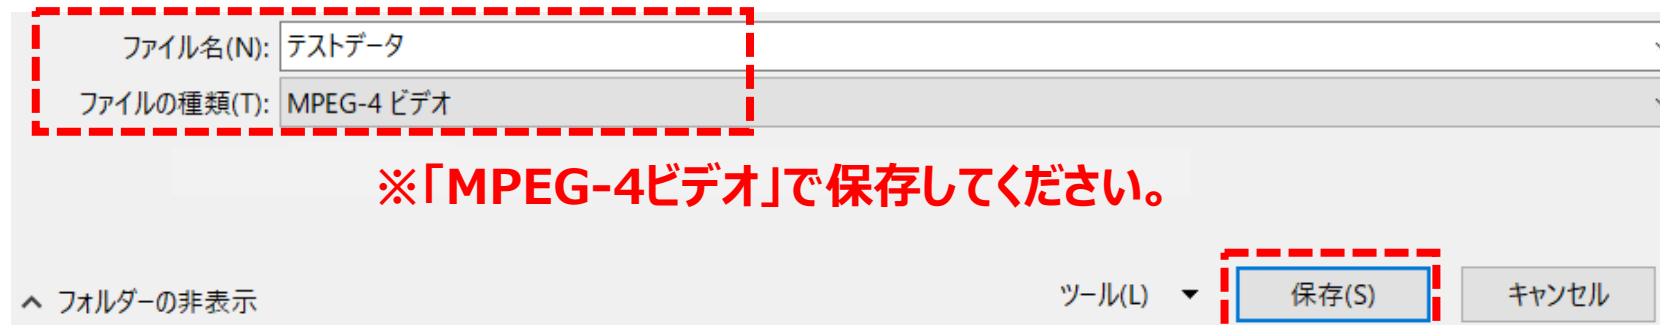 ファイル名(N): テストデータ
ファイルの種類(T): MPEG-4 ビデオ
※「MPEG-4ビデオ」で保存してください。
フォルダーの非表示 ツール(L) 保存(S) キャンセル